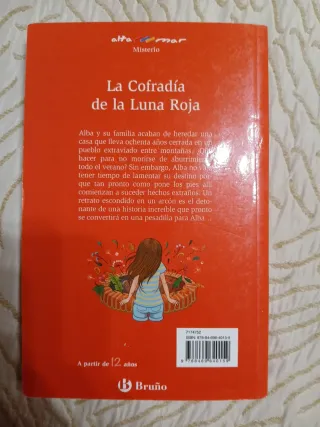 alta mar
Misterio
La Cofradía
de la Luna Roja
Alba y su familia acaban de heredar una
casa que lleva ochenta años cerrada en un
pueblo extraviado entre montañas. ¿Qué
hacer para no morirse de aburrimiento
todo el verano? Sin embargo, Alba no va a
tener tiempo de lamentar su destino por
que tan pronto como pone los pies allí
comienzan a suceder hechos extraños. Un
retrato escondido en un arcón es el deto-
nante de una historia increíble que pronto
se convertirá en una pesadilla para Alba...
A partir de 12 años
Bruño